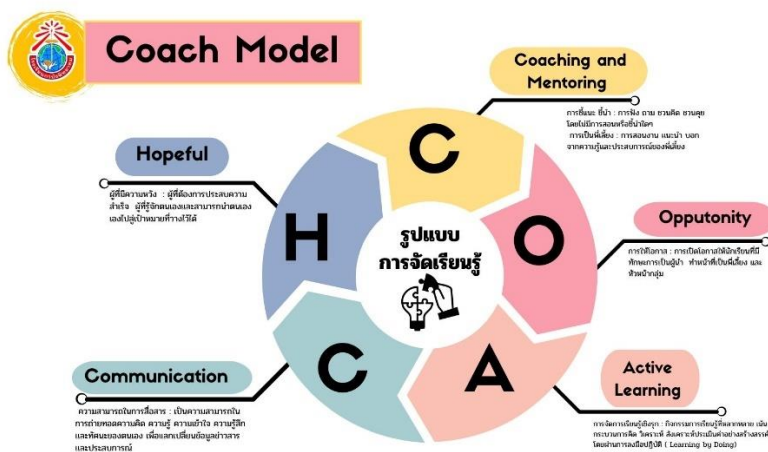 Coach Model
Coaching and
Mentoring
การชี้แนะ ชี้นำ : การฟัง ถาม ชวนคิด ชวนคุย
โดยไม่มีการสอนหรือชี้นำใดๆ
การเป็นพี่เลี้ยง : การสอนงาน แนะนำ บอก
จากความรู้และประสบการณ์ของพี่เลี้ยง
C
Opputonity
การให้โอกาส : การเปิดโอกาสให้นักเรียนที่มี
ทักษะการเป็นผู้นำ ทำหน้าที่เป็นพี่เลี้ยง และ
หัวหน้ากลุ่ม
O
Active
Learning
การจัดการเรียนรู้เชิงรุก : กิจกรรมการเรียนรู้ที่หลากหลาย เน้น
กระบวนการคิด วิเคราะห์ สังเคราะห์ประเมินค่าอย่างสร้างสรรค์
โดยผ่านการลงมือปฏิบัติ ( Learning by Doing)
A
Communication
ความสามารถในการสื่อสาร : เป็นความสามารถใน
การถ่ายทอดความคิด ความรู้ ความเข้าใจ ความรู้สึก
และทัศนะของตนเอง เพื่อแลกเปลี่ยนข้อมูลข่าวสาร
และประสบการณ์
C
Hopeful
ผู้ที่มีความหวัง : ผู้ที่ต้องการประสบความ
สำเร็จ ผู้ที่รู้จักตนเองและสามารถนำตนเอง
เองไปสู่เป้าหมายที่วางไว้ได้
H
รูปแบบ
การจัดเรียนรู้